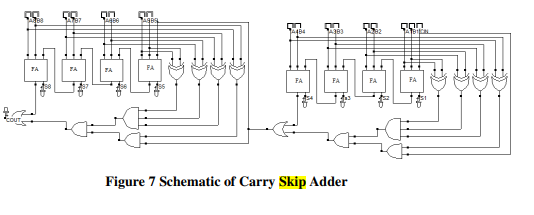 A8B8 A7B7 A6B6 A5B5
A4B4 A3B3 A2B2 A1B1CIN
FA FA FA FA
FA FA FA FA
S8 S7 S6 S5
S4 s3 S2 S1
COUT
Figure 7 Schematic of Carry Skip Adder